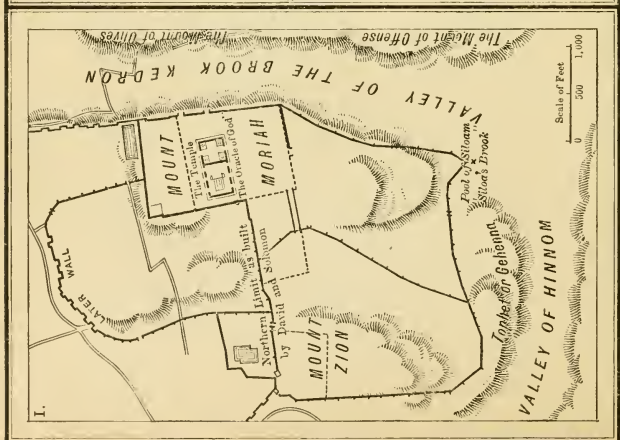 I.
The Mount of Olives
The Mount of Offense
VALLEY OF THE BROOK KEDRON
LATER WALL
MOUNT
The Temple
"The Oracle of God"
MORIAH
Northern Limit as built
by David and Solomon
MOUNT
ZION
Pool of Siloam
Siloa's Brook
Tophet or Gehenna
VALLEY OF HINNOM
Scale of Feet
0 500 1,000